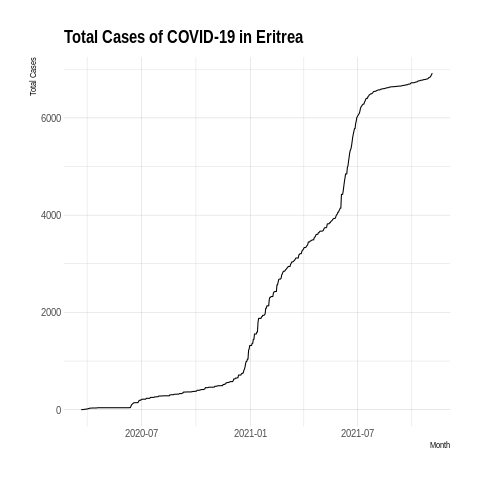 Total Cases of COVID-19 in Eritrea
Total Cases
6000
4000
2000
0
2020-07 2021-01 2021-07
Month